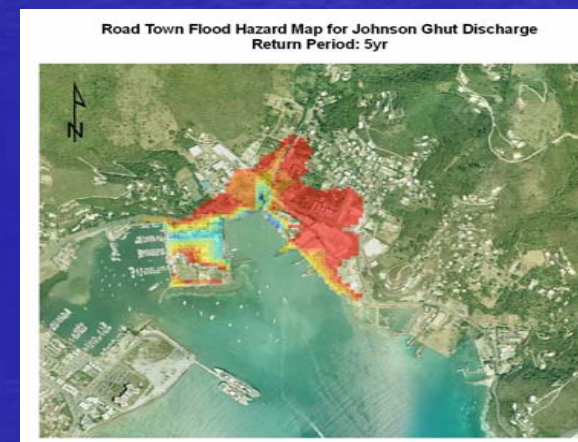 Road Town Flood Hazard Map for Johnson Ghut Discharge
Return Period: 5yr
N